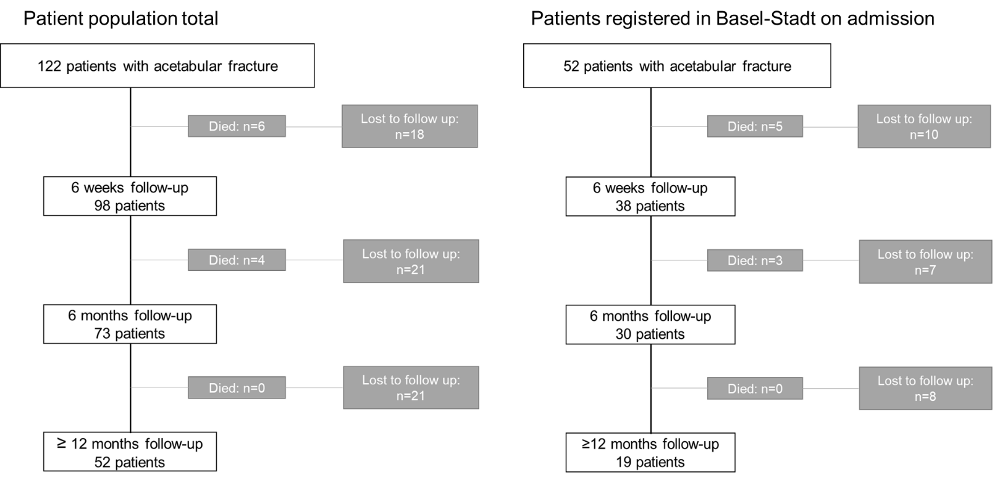 Patient population total
122 patients with acetabular fracture
Died: n=6
Lost to follow up:
n=18
6 weeks follow-up
98 patients
Died: n=4
Lost to follow up:
n=21
6 months follow-up
73 patients
Died: n=0
Lost to follow up:
n=21
≥ 12 months follow-up
52 patients
Patients registered in Basel-Stadt on admission
52 patients with acetabular fracture
Died: n=5
Lost to follow up:
n=10
6 weeks follow-up
38 patients
Died: n=3
Lost to follow up:
n=7
6 months follow-up
30 patients
Died: n=0
Lost to follow up:
n=8
≥12 months follow-up
19 patients